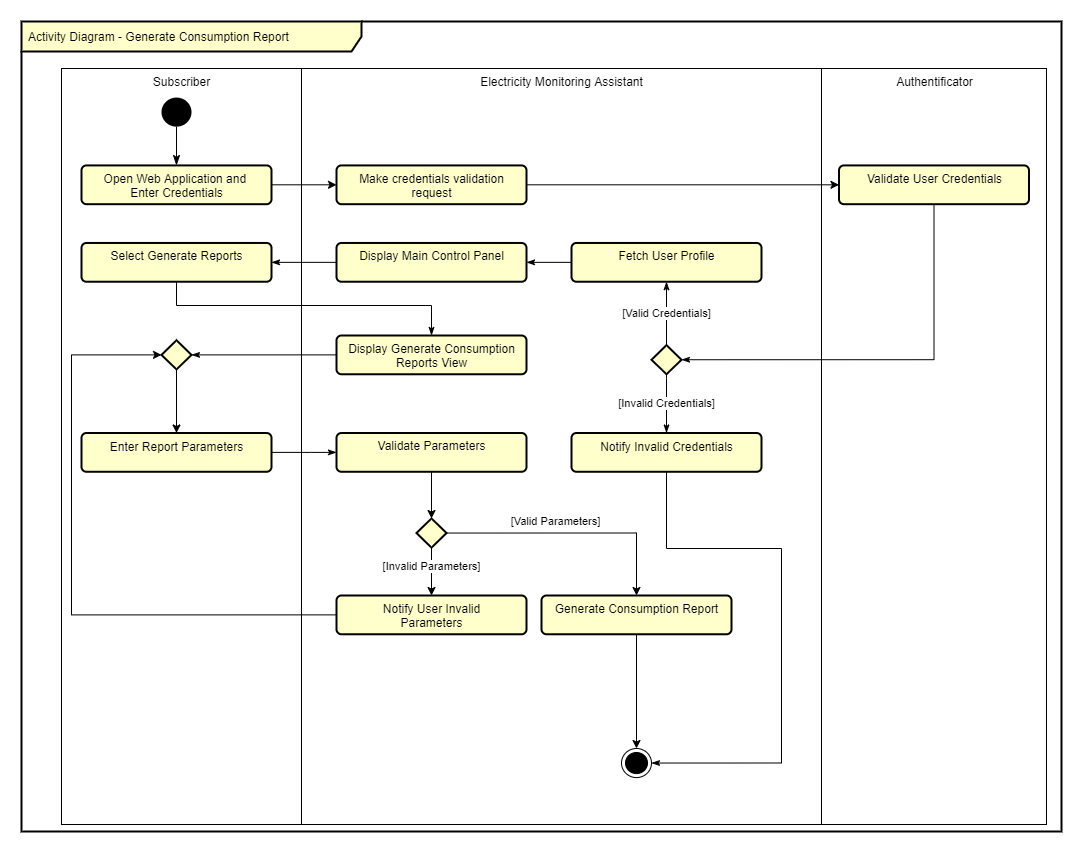 Activity Diagram - Generate Consumption Report
Subscriber
Electricity Monitoring Assistant
Authentificator
Open Web Application and
Enter Credentials
Make credentials validation
request
Validate User Credentials
Select Generate Reports
Display Main Control Panel
Fetch User Profile
[Valid Credentials]
Display Generate Consumption
Reports View
[Invalid Credentials]
Enter Report Parameters
Validate Parameters
Notify Invalid Credentials
[Valid Parameters]
[Invalid Parameters]
Notify User Invalid
Parameters
Generate Consumption Report